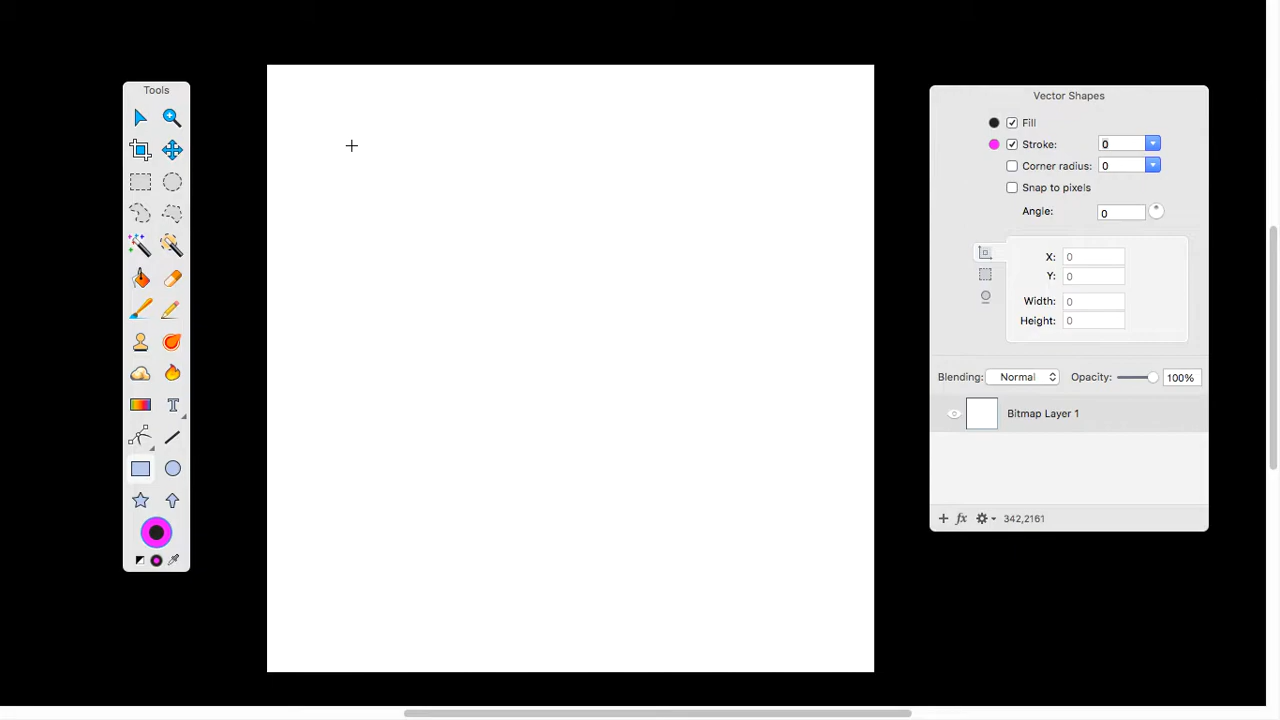 Tools
Vector Shapes
Fill
Stroke: 0
Corner radius: 0
Snap to pixels
Angle: 0
X: 0
Y: 0
Width: 0
Height: 0
Blending: Normal Opacity: 100%
Bitmap Layer 1
T
fx 342,2161